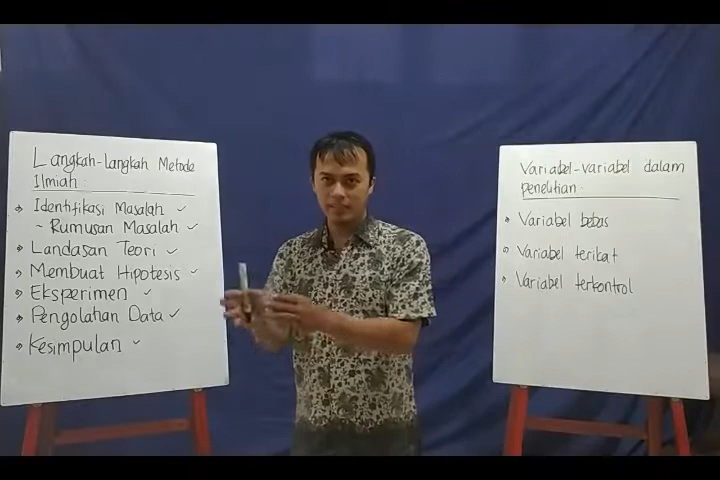 Langkah-langkah Metode
Ilmiah :
Identifikasi Masalah ✓
~ Rumusan Masalah ✓
Landasan Teori ✓
Membuat Hipotesis ✓
Eksperimen ✓
Pengolahan Data ✓
Kesimpulan ✓
Variabel-variabel dalam
penelitian.
Variabel bebas
Variabel terikat
Variabel terkontrol